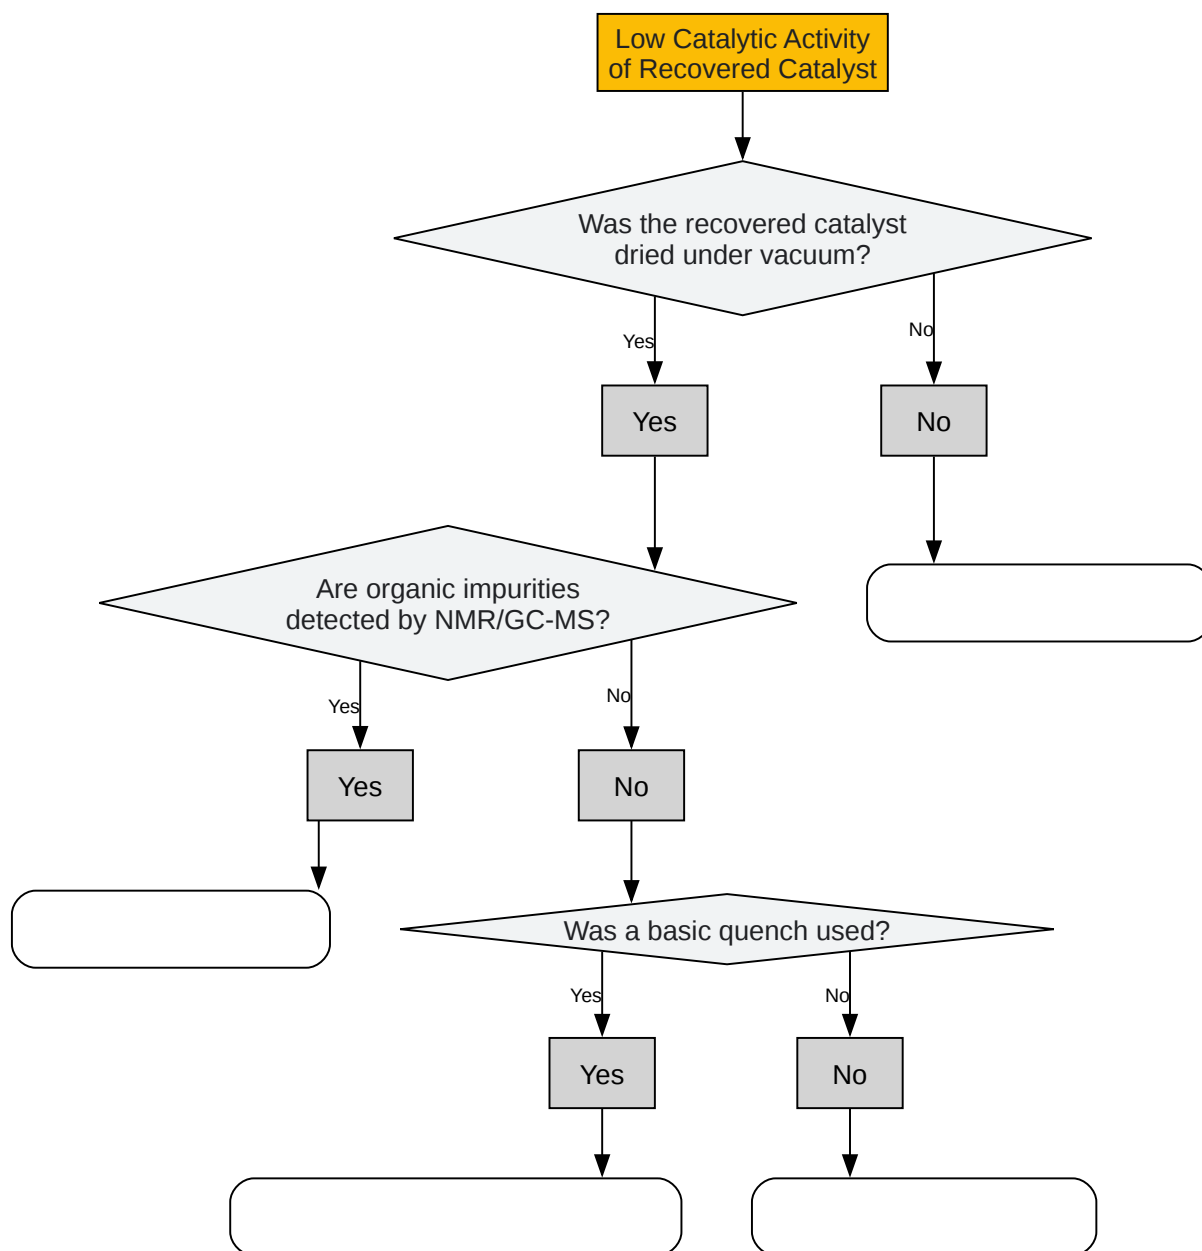 Low Catalytic Activity
of Recovered Catalyst
Was the recovered catalyst
dried under vacuum?
Yes
No
Yes
No
Are organic impurities
detected by NMR/GC-MS?
Yes
No
Yes
No
Was a basic quench used?
Yes
No
Yes
No